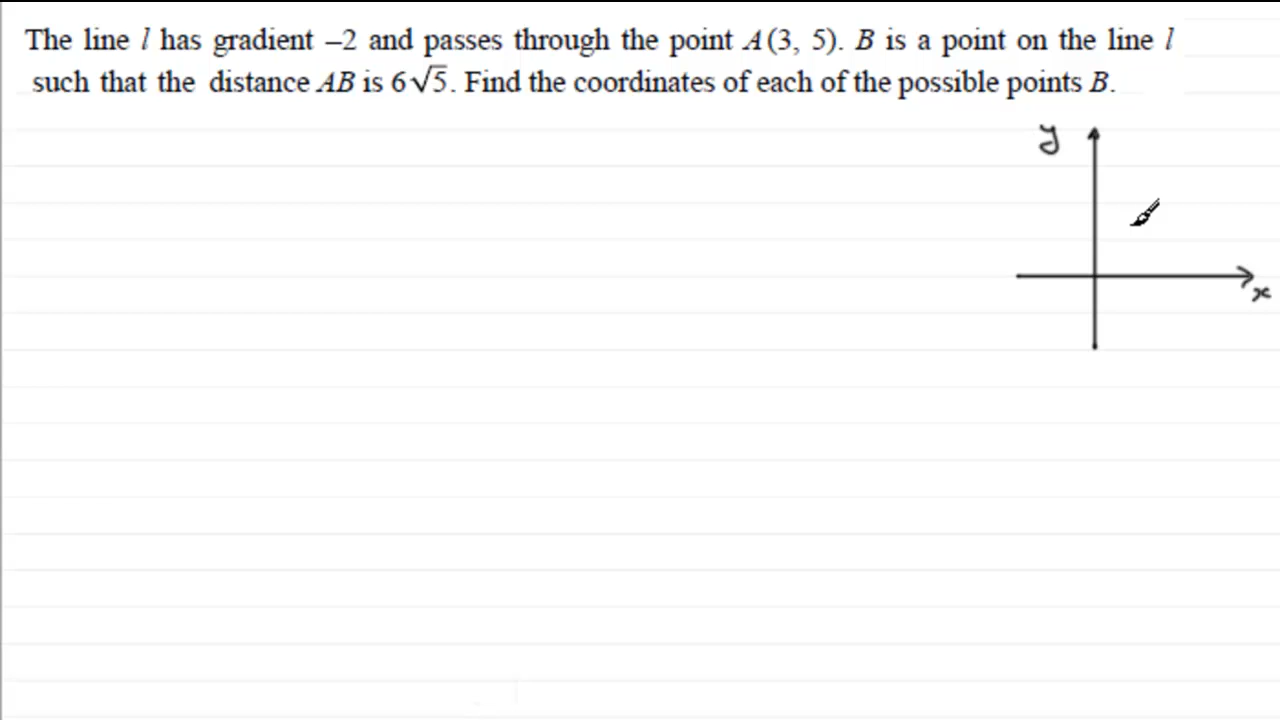 The line l has gradient –2 and passes through the point A(3, 5). B is a point on the line l
such that the distance AB is 6√5. Find the coordinates of each of the possible points B.
y
x